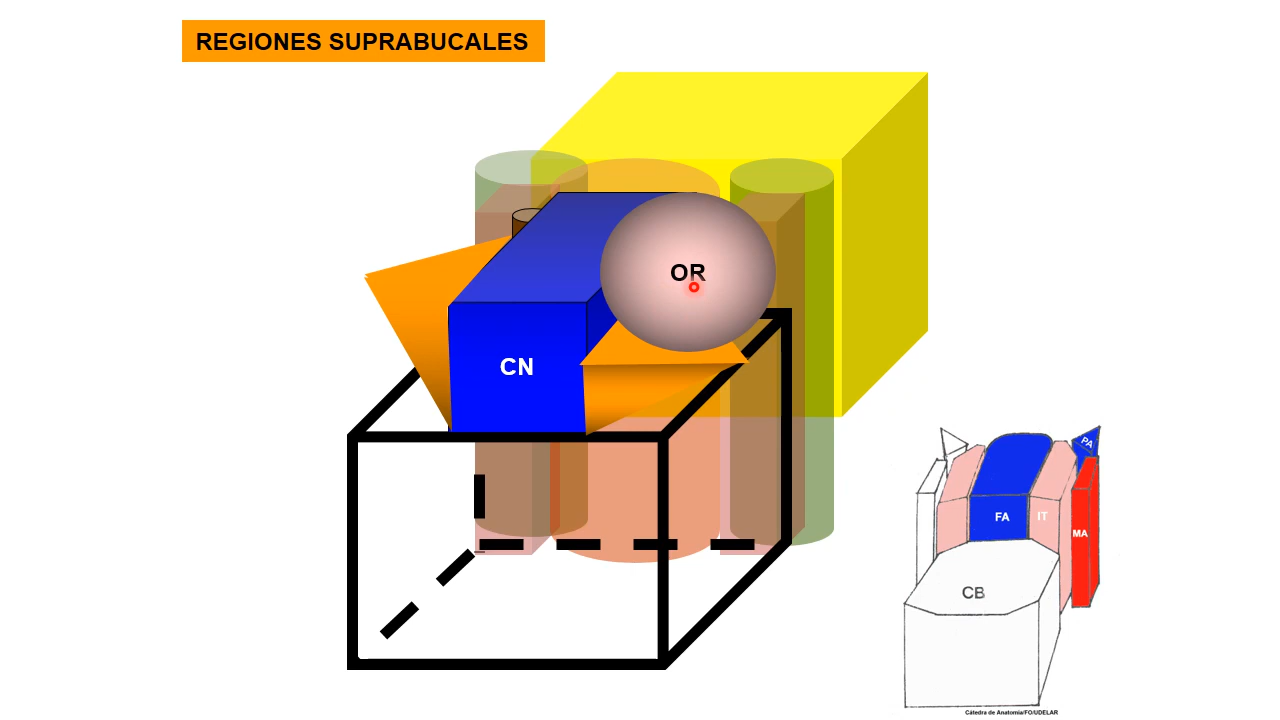 REGIONES SUPRABUCALES
OR
CN
PA
FA
IT
MA
CB
Cátedra de Anatomía/FO/UDELAR